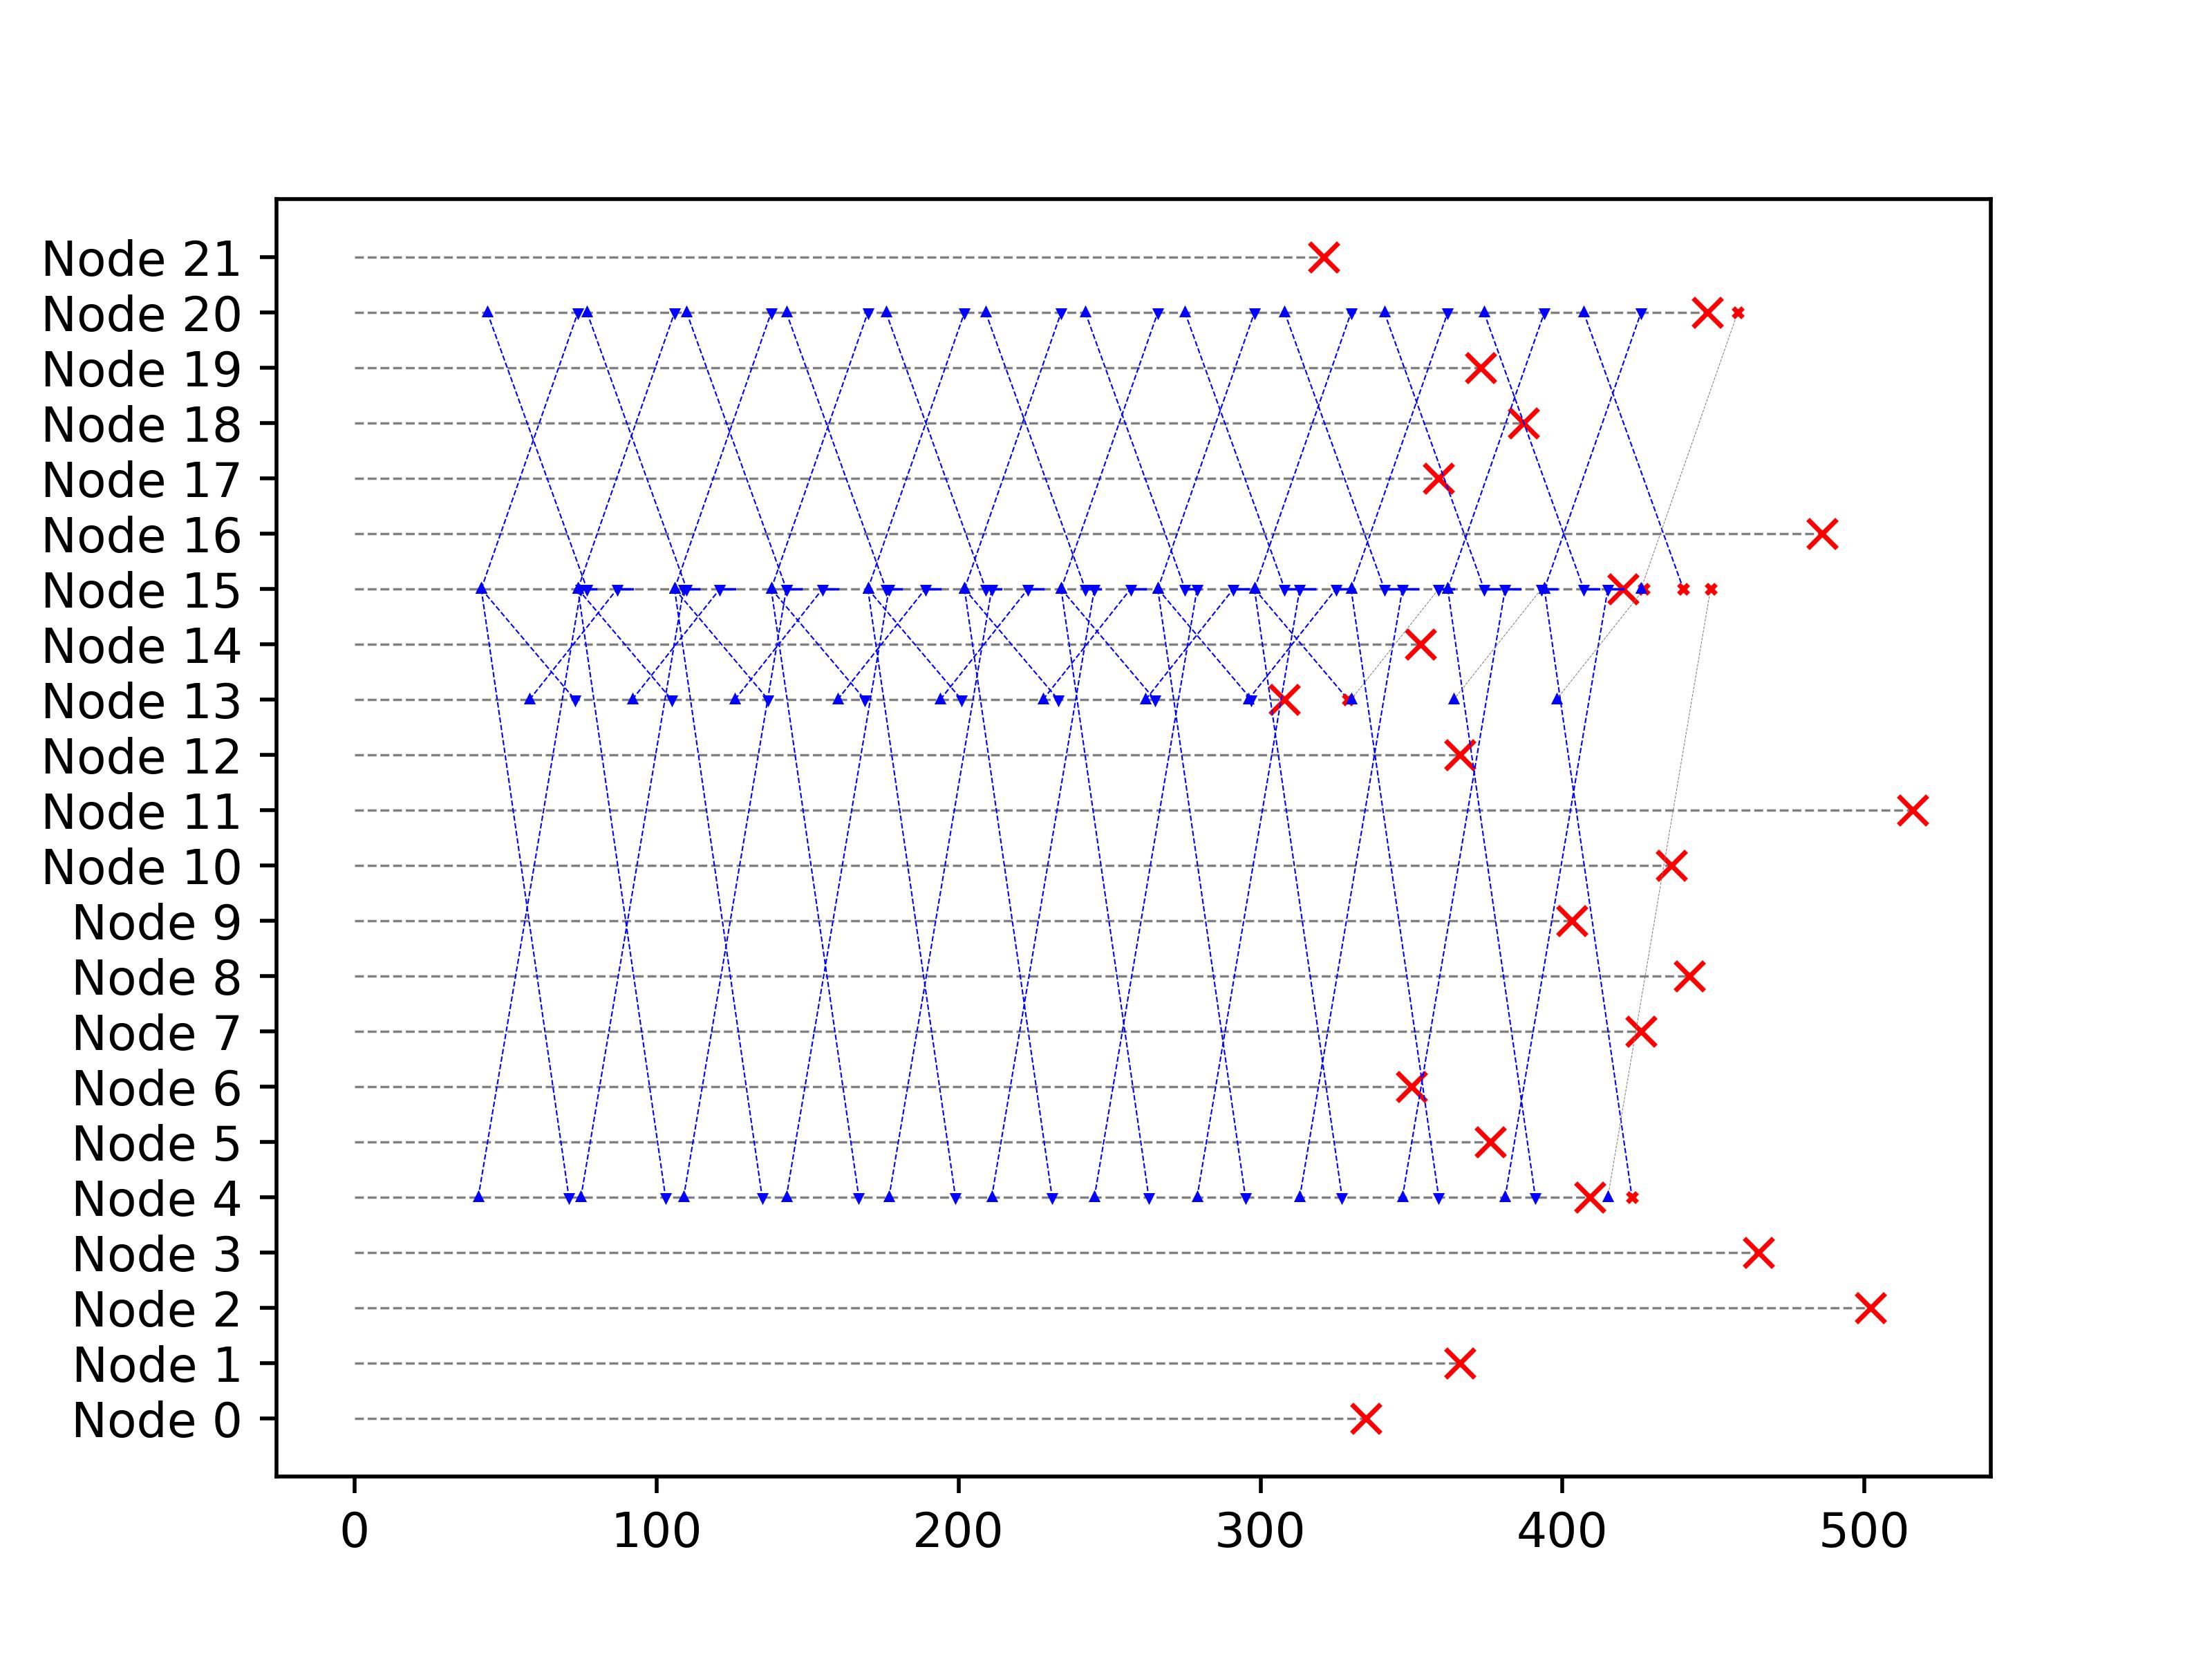 Node 21
Node 20
Node 19
Node 18
Node 17
Node 16
Node 15
Node 14
Node 13
Node 12
Node 11
Node 10
Node 9
Node 8
Node 7
Node 6
Node 5
Node 4
Node 3
Node 2
Node 1
Node 0
0 100 200 300 400 500